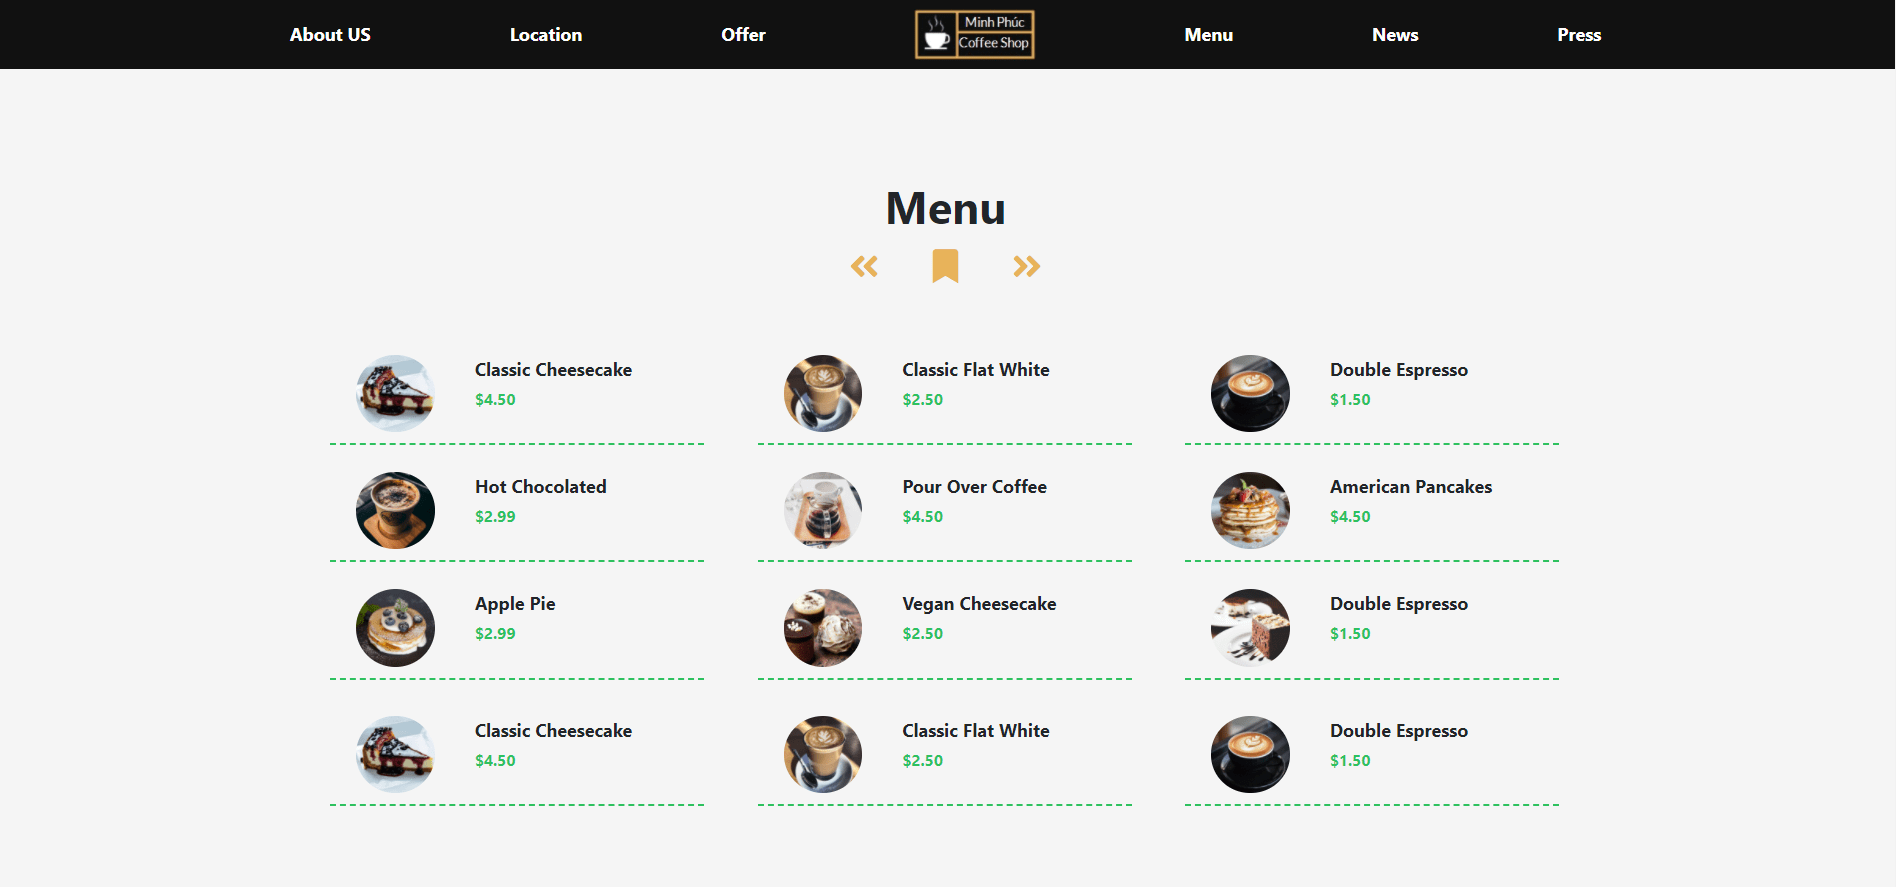 About US
Location
Offer
Minh Phúc
Coffee Shop
Menu
News
Press
Menu
Classic Cheesecake
$4.50
Classic Flat White
$2.50
Double Espresso
$1.50
Hot Chocolated
$2.99
Pour Over Coffee
$4.50
American Pancakes
$4.50
Apple Pie
$2.99
Vegan Cheesecake
$2.50
Double Espresso
$1.50
Classic Cheesecake
$4.50
Classic Flat White
$2.50
Double Espresso
$1.50